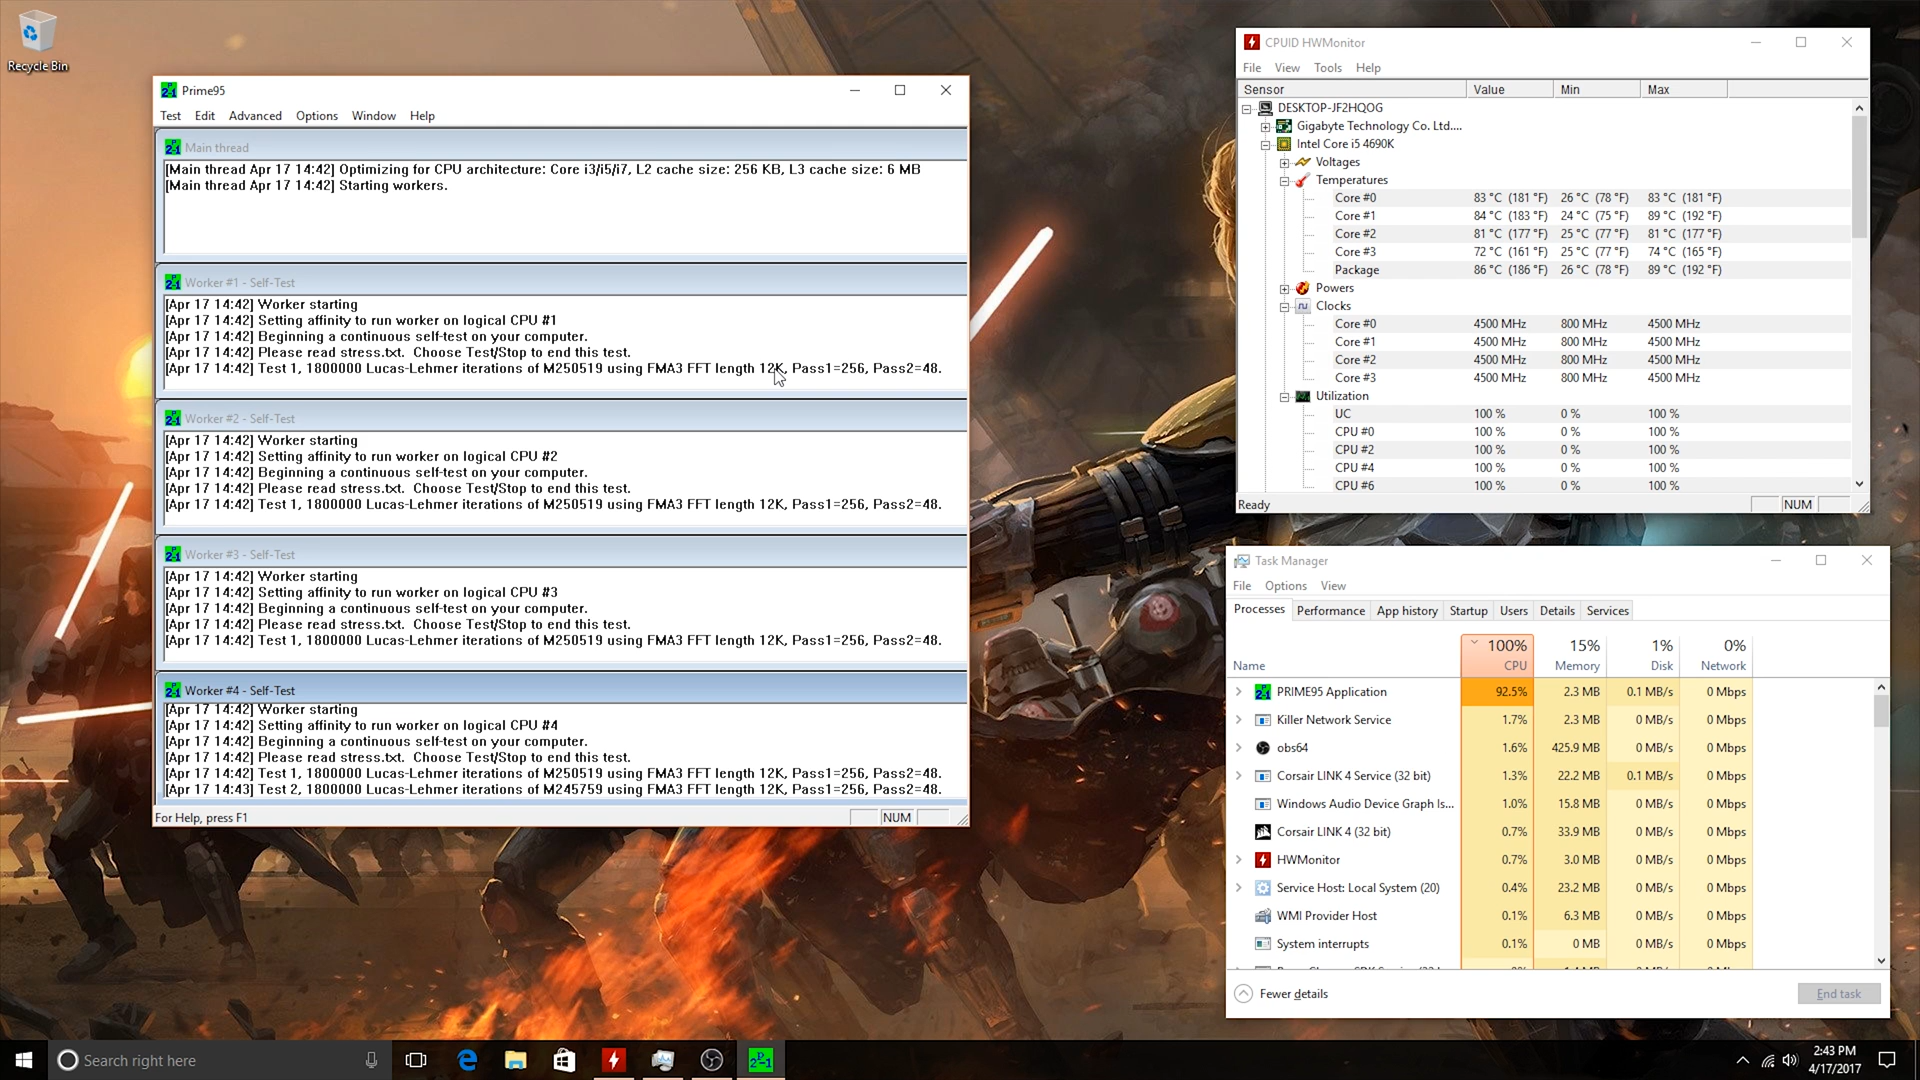 Recycle Bin
Prime95
Test Edit Advanced Options Window Help
Main thread
[Main thread Apr 17 14:42] Optimizing for CPU architecture: Core i3/i5/i7, L2 cache size: 256 KB, L3 cache size: 6 MB
[Main thread Apr 17 14:42] Starting workers.
Worker #1 - Self-Test
[Apr 17 14:42] Worker starting
[Apr 17 14:42] Setting affinity to run worker on logical CPU #1
[Apr 17 14:42] Beginning a continuous self-test on your computer.
[Apr 17 14:42] Please read stress.txt.  Choose Test/Stop to end this test.
[Apr 17 14:42] Test 1, 1800000 Lucas-Lehmer iterations of M250519 using FMA3 FFT length 12K, Pass1=256, Pass2=48.
Worker #2 - Self-Test
[Apr 17 14:42] Worker starting
[Apr 17 14:42] Setting affinity to run worker on logical CPU #2
[Apr 17 14:42] Beginning a continuous self-test on your computer.
[Apr 17 14:42] Please read stress.txt.  Choose Test/Stop to end this test.
[Apr 17 14:42] Test 1, 1800000 Lucas-Lehmer iterations of M250519 using FMA3 FFT length 12K, Pass1=256, Pass2=48.
Worker #3 - Self-Test
[Apr 17 14:42] Worker starting
[Apr 17 14:42] Setting affinity to run worker on logical CPU #3
[Apr 17 14:42] Beginning a continuous self-test on your computer.
[Apr 17 14:42] Please read stress.txt.  Choose Test/Stop to end this test.
[Apr 17 14:42] Test 1, 1800000 Lucas-Lehmer iterations of M250519 using FMA3 FFT length 12K, Pass1=256, Pass2=48.
Worker #4 - Self-Test
[Apr 17 14:42] Worker starting
[Apr 17 14:42] Setting affinity to run worker on logical CPU #4
[Apr 17 14:42] Beginning a continuous self-test on your computer.
[Apr 17 14:42] Please read stress.txt.  Choose Test/Stop to end this test.
[Apr 17 14:42] Test 1, 1800000 Lucas-Lehmer iterations of M250519 using FMA3 FFT length 12K, Pass1=256, Pass2=48.
[Apr 17 14:43] Test 2, 1800000 Lucas-Lehmer iterations of M245759 using FMA3 FFT length 12K, Pass1=256, Pass2=48.
For Help, press F1 NUM
CPUID HWMonitor
File View Tools Help
Sensor Value Min Max
DESKTOP-JF2HQOG
Gigabyte Technology Co. Ltd....
Intel Core i5 4690K
Voltages
Temperatures
Core #0 83 °C (181 °F) 26 °C (78 °F) 83 °C (181 °F)
Core #1 84 °C (183 °F) 24 °C (75 °F) 89 °C (192 °F)
Core #2 81 °C (177 °F) 25 °C (77 °F) 81 °C (177 °F)
Core #3 72 °C (161 °F) 25 °C (77 °F) 74 °C (165 °F)
Package 86 °C (186 °F) 26 °C (78 °F) 89 °C (192 °F)
Powers
Clocks
Core #0 4500 MHz 800 MHz 4500 MHz
Core #1 4500 MHz 800 MHz 4500 MHz
Core #2 4500 MHz 800 MHz 4500 MHz
Core #3 4500 MHz 800 MHz 4500 MHz
Utilization
UC 100 % 0 % 100 %
CPU #0 100 % 0 % 100 %
CPU #2 100 % 0 % 100 %
CPU #4 100 % 0 % 100 %
CPU #6 100 % 0 % 100 %
Ready NUM
Task Manager
File Options View
Processes Performance App history Startup Users Details Services
100% 15% 1% 0%
Name CPU Memory Disk Network
PRIME95 Application 92.5% 2.3 MB 0.1 MB/s 0 Mbps
Killer Network Service 1.7% 2.3 MB 0 MB/s 0 Mbps
obs64 1.6% 425.9 MB 0 MB/s 0 Mbps
Corsair LINK 4 Service (32 bit) 1.3% 22.2 MB 0.1 MB/s 0 Mbps
Windows Audio Device Graph Is... 1.0% 15.8 MB 0 MB/s 0 Mbps
Corsair LINK 4 (32 bit) 0.7% 33.9 MB 0 MB/s 0 Mbps
HWMonitor 0.7% 3.0 MB 0 MB/s 0 Mbps
Service Host: Local System (20) 0.4% 23.2 MB 0 MB/s 0 Mbps
WMI Provider Host 0.1% 6.3 MB 0 MB/s 0 Mbps
System interrupts 0.1% 0 MB 0 MB/s 0 Mbps
Fewer details End task
Search right here
2:43 PM
4/17/2017